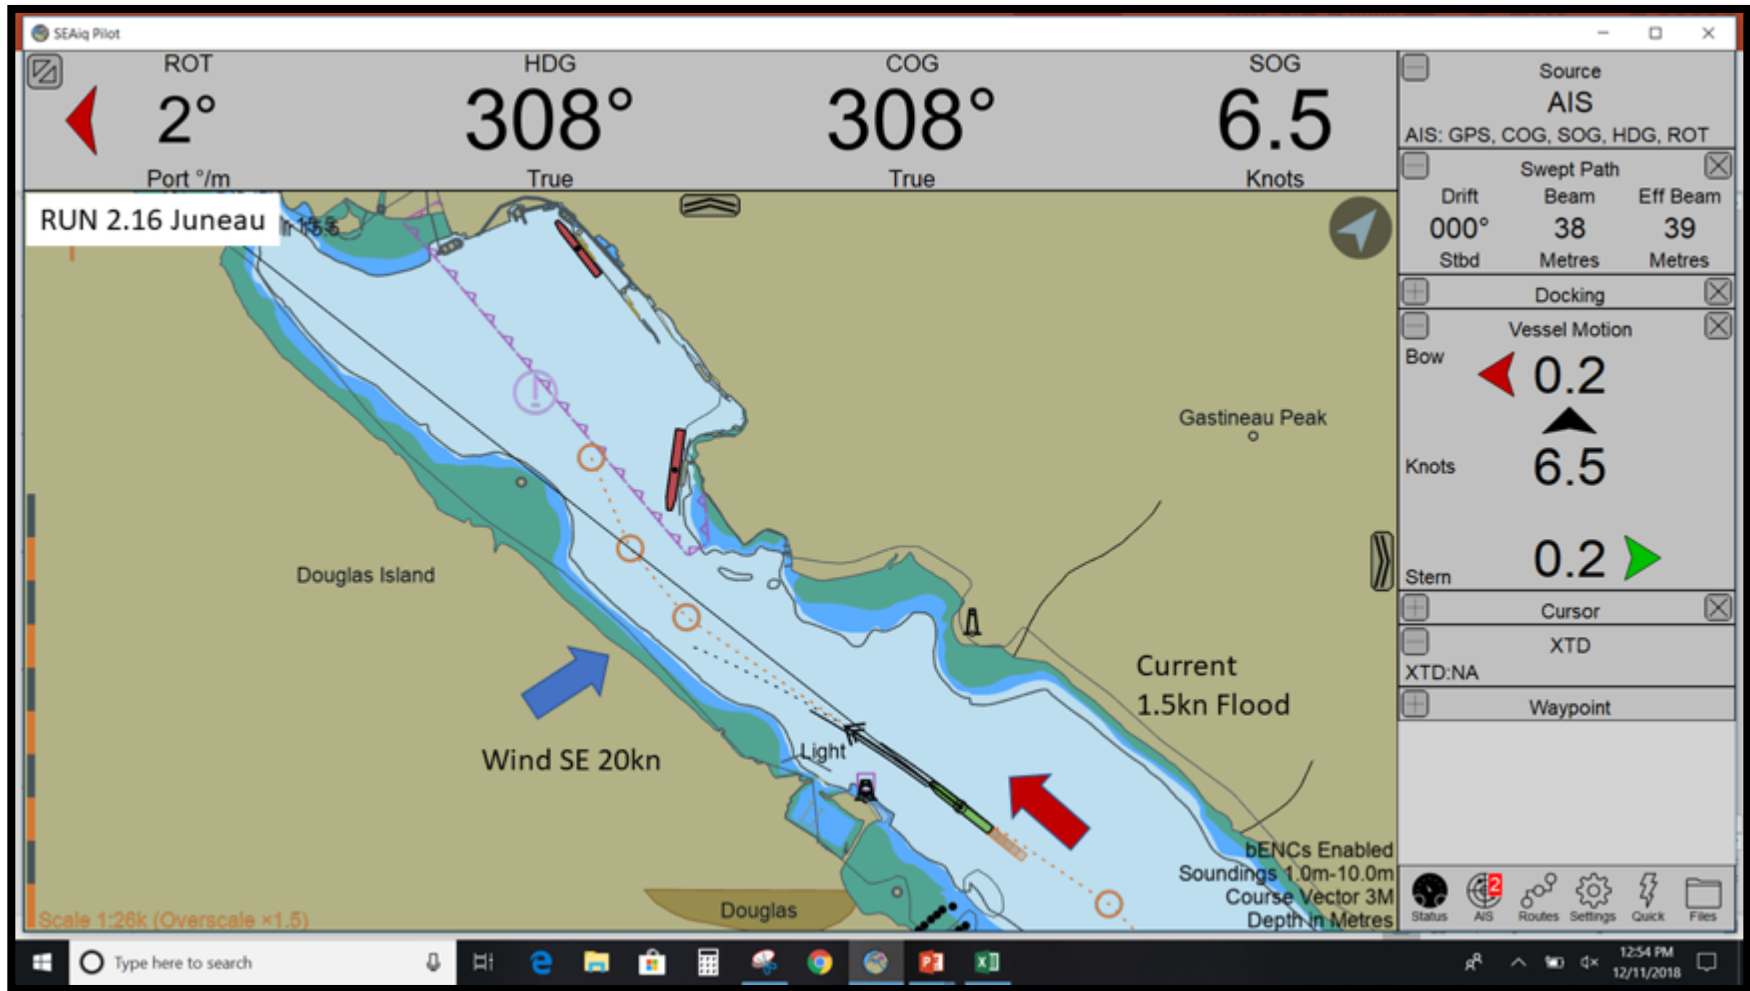 SEAiq Pilot
ROT
HDG
COG
SOG
2°
308°
308°
6.5
Port °/m
True
True
Knots
RUN 2.16 Juneau
Gastineau Peak
Douglas Island
Wind SE 20kn
Light
Current
1.5kn Flood
Douglas
bENCs Enabled
Soundings 1.0m-10.0m
Course Vector 3M
Depth in Metres
Scale 1:26k (Overscale ×1.5)
Source
AIS
AIS: GPS, COG, SOG, HDG, ROT
Swept Path
Drift Beam Eff Beam
000° 38 39
Stbd Metres Metres
Docking
Vessel Motion
Bow
0.2
Knots
6.5
Stern
0.2
Cursor
XTD
XTD:NA
Waypoint
2
Status AIS Routes Settings Quick Files
Type here to search
12:54 PM
12/11/2018